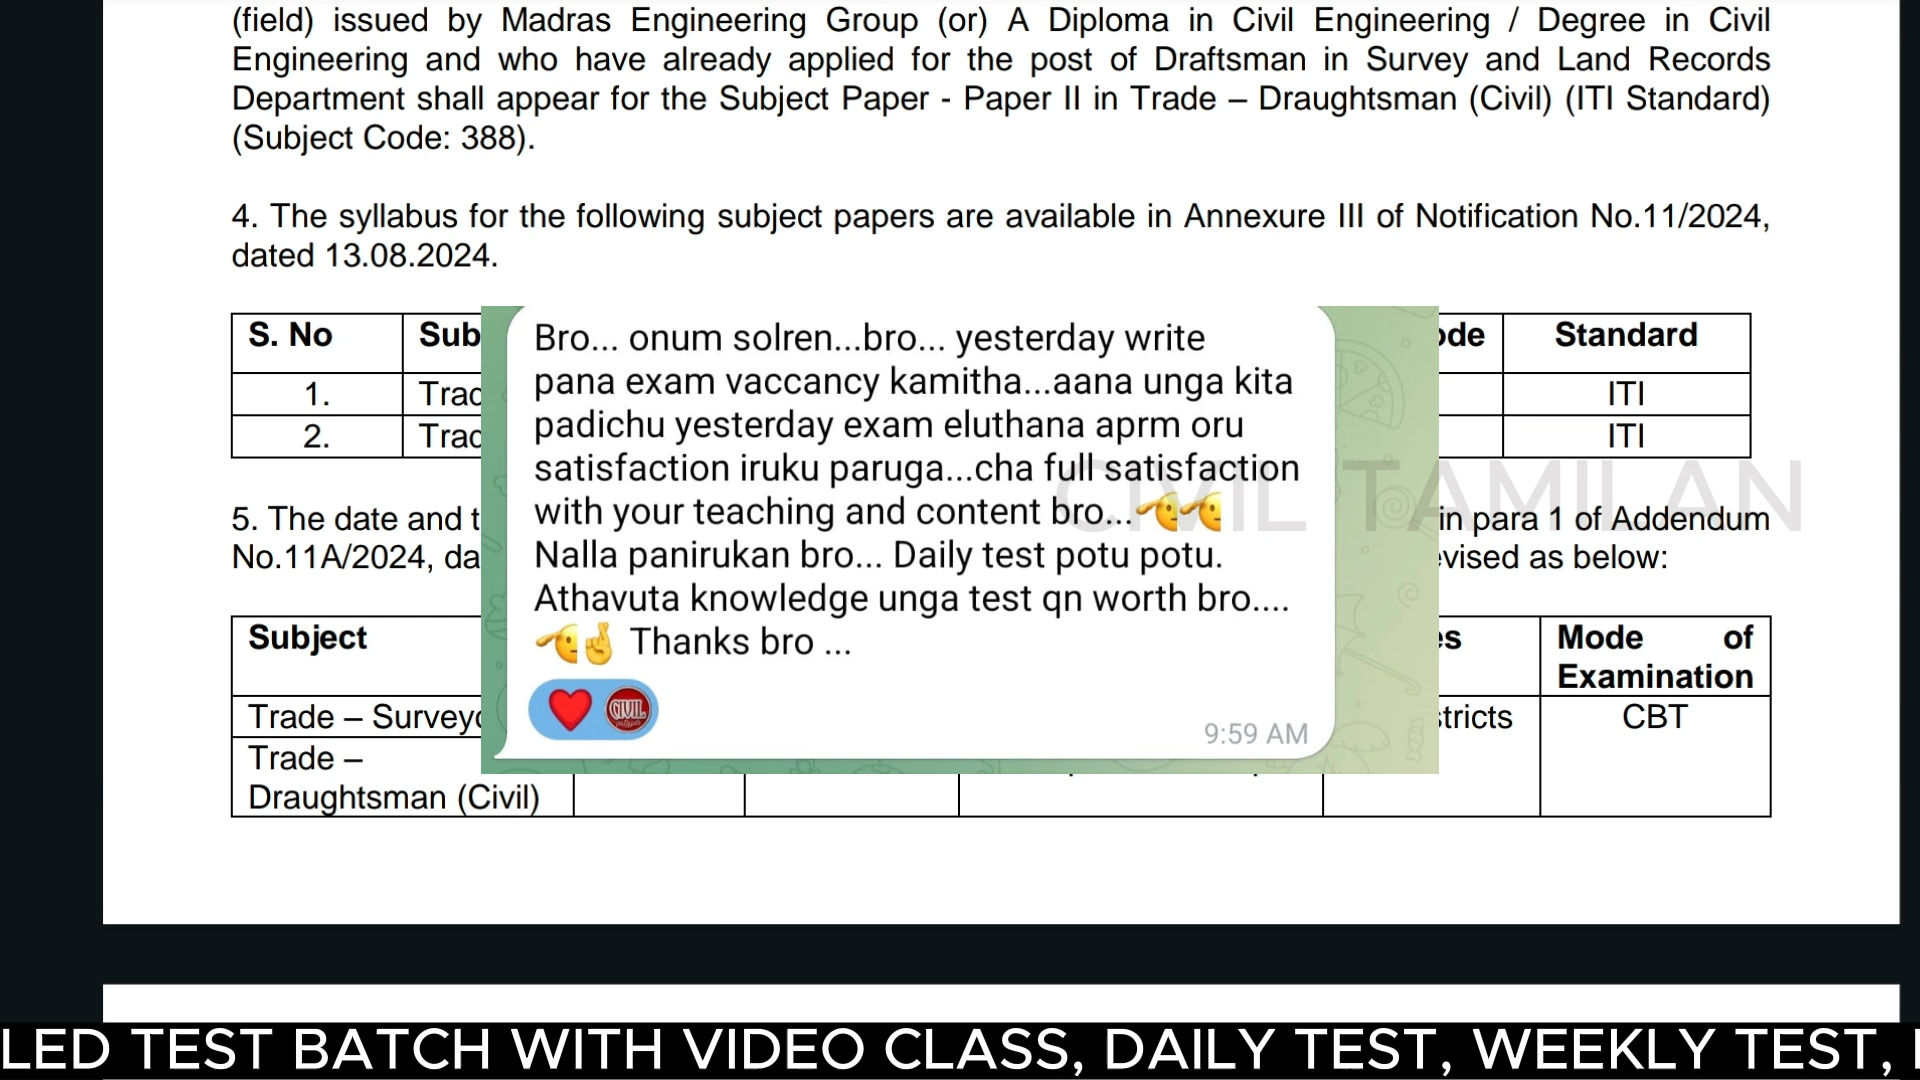 (field) issued by Madras Engineering Group (or) A Diploma in Civil Engineering / Degree in Civil
Engineering and who have already applied for the post of Draftsman in Survey and Land Records
Department shall appear for the Subject Paper - Paper II in Trade – Draughtsman (Civil) (ITI Standard)
(Subject Code: 388).
4. The syllabus for the following subject papers are available in Annexure III of Notification No.11/2024,
dated 13.08.2024.
S. No Standard
1. ITI
2. ITI
5. The date and in para 1 of Addendum
No.11A/2024, as below:
Subject Mode of
Examination
Trade – CBT
Trade –
Draughtsman (Civil)
Bro... onum solren...bro... yesterday write
pana exam vaccancy kamitha...aana unga kita
padichu yesterday exam eluthana aprm oru
satisfaction iruku paruga...cha full satisfaction
with your teaching and content bro...🫡🫡
Nalla panirukan bro... Daily test potu potu.
Athavuta knowledge unga test qn worth bro....
🫡🤞 Thanks bro ...
❤️ CIVIL
9:59 AM
CIVIL TAMILAN
LED TEST BATCH WITH VIDEO CLASS, DAILY TEST, WEEKLY TEST,